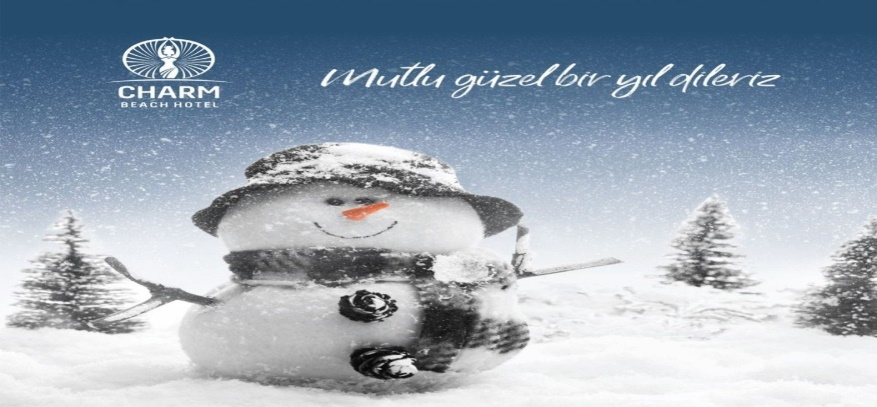 CHARM
BEACH HOTEL
Mutlu güzel bir yıl dileriz